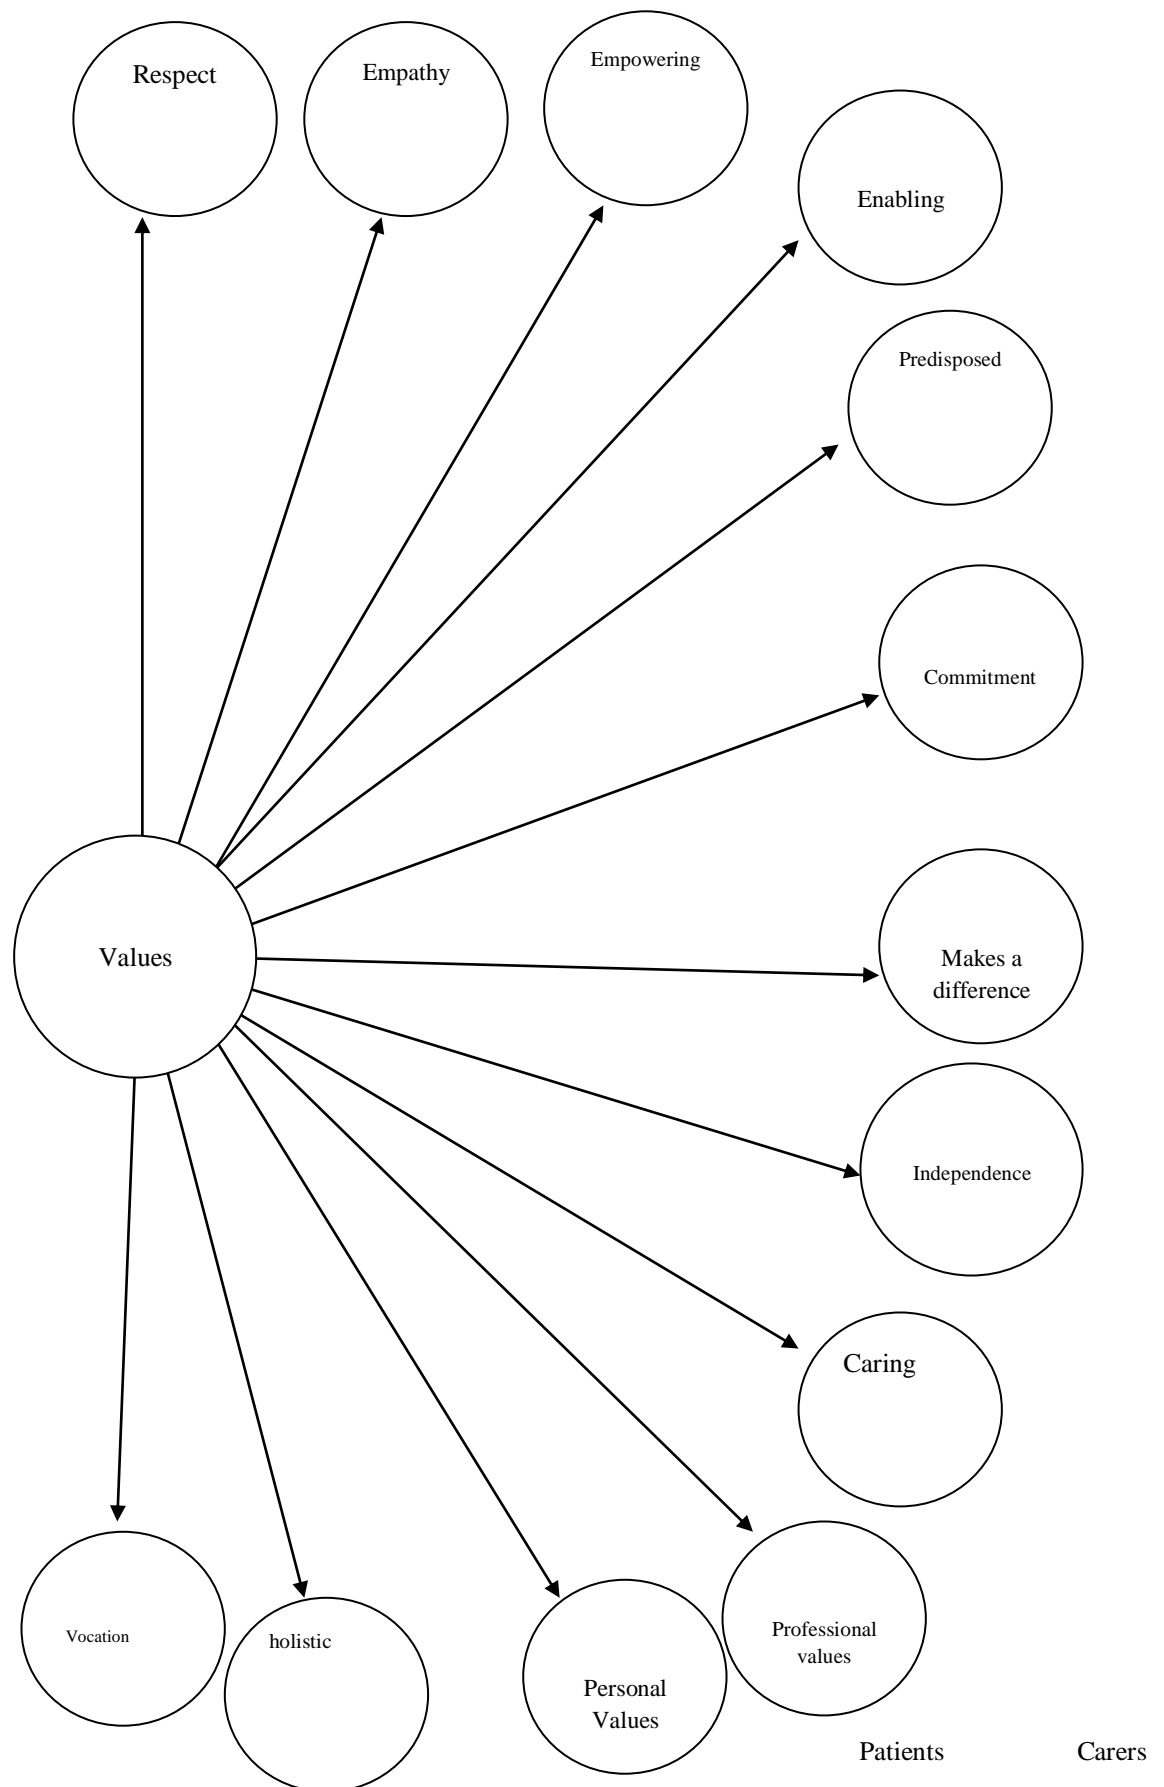 Respect
Empathy
Empowering
Enabling
Predisposed
Commitment
Values
Makes a
difference
Independence
Caring
Professional
values
Vocation
holistic
Personal
Values
Patients
Carers